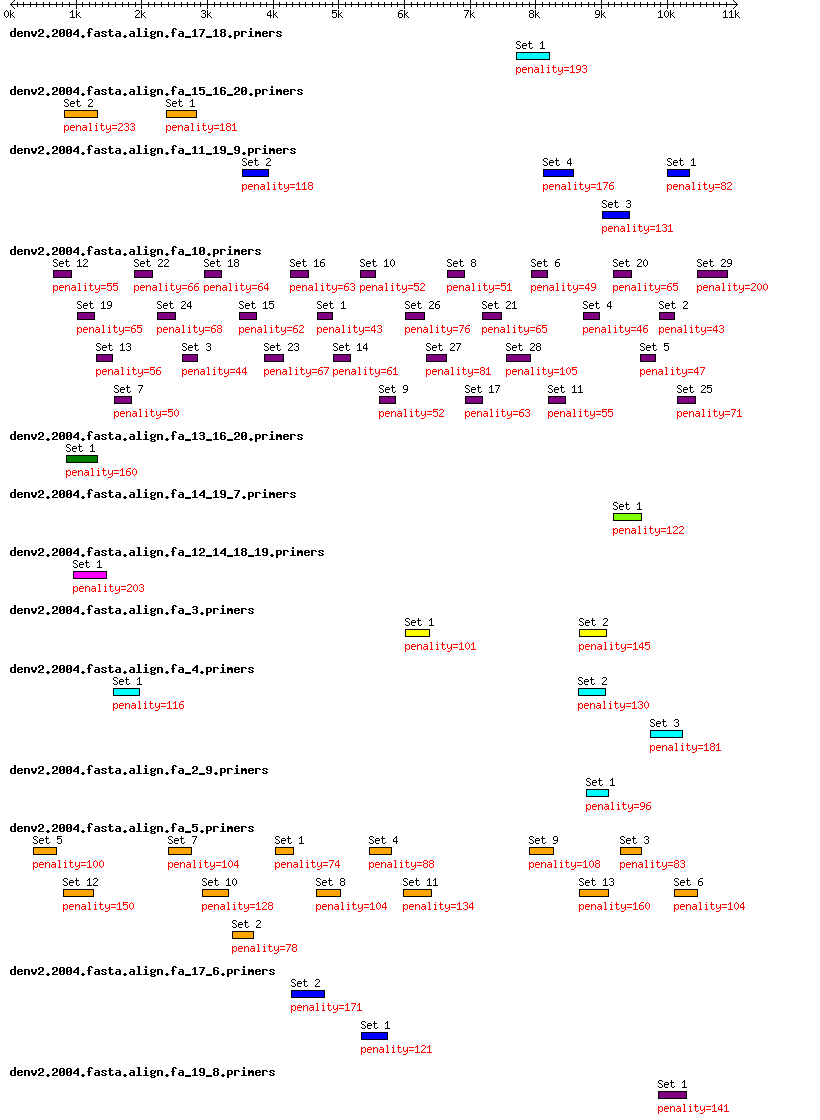 0k 1k 2k 3k 4k 5k 6k 7k 8k 9k 10k 11k
denv2.2004.fasta.align.fa_17_18.primers
Set 1
penality=193
denv2.2004.fasta.align.fa_15_16_20.primers
Set 2 Set 1
penality=233 penality=181
denv2.2004.fasta.align.fa_11_19_9.primers
Set 2 Set 4 Set 1
penality=118 penality=176 penality=82
Set 3
penality=131
denv2.2004.fasta.align.fa_10.primers
Set 12 Set 22 Set 18 Set 16 Set 10 Set 8 Set 6 Set 20 Set 29
penality=55 penality=66 penality=64 penality=63 penality=52 penality=51 penality=49 penality=65 penality=200
Set 19 Set 24 Set 15 Set 1 Set 26 Set 21 Set 4 Set 2
penality=65 penality=68 penality=62 penality=43 penality=76 penality=65 penality=46 penality=43
Set 13 Set 3 Set 23 Set 14 Set 27 Set 28 Set 5
penality=56 penality=44 penality=67 penality=61 penality=81 penality=105 penality=47
Set 7 Set 9 Set 17 Set 11 Set 25
penality=50 penality=52 penality=63 penality=55 penality=71
denv2.2004.fasta.align.fa_13_16_20.primers
Set 1
penality=160
denv2.2004.fasta.align.fa_14_19_7.primers
Set 1
penality=122
denv2.2004.fasta.align.fa_12_14_18_19.primers
Set 1
penality=203
denv2.2004.fasta.align.fa_3.primers
Set 1 Set 2
penality=101 penality=145
denv2.2004.fasta.align.fa_4.primers
Set 1 Set 2
penality=116 penality=130
Set 3
penality=181
denv2.2004.fasta.align.fa_2_9.primers
Set 1
penality=96
denv2.2004.fasta.align.fa_5.primers
Set 5 Set 7 Set 1 Set 4 Set 9 Set 3
penality=100 penality=104 penality=74 penality=88 penality=108 penality=83
Set 12 Set 10 Set 8 Set 11 Set 13 Set 6
penality=150 penality=128 penality=104 penality=134 penality=160 penality=104
Set 2
penality=78
denv2.2004.fasta.align.fa_17_6.primers
Set 2
penality=171
Set 1
penality=121
denv2.2004.fasta.align.fa_19_8.primers
Set 1
penality=141